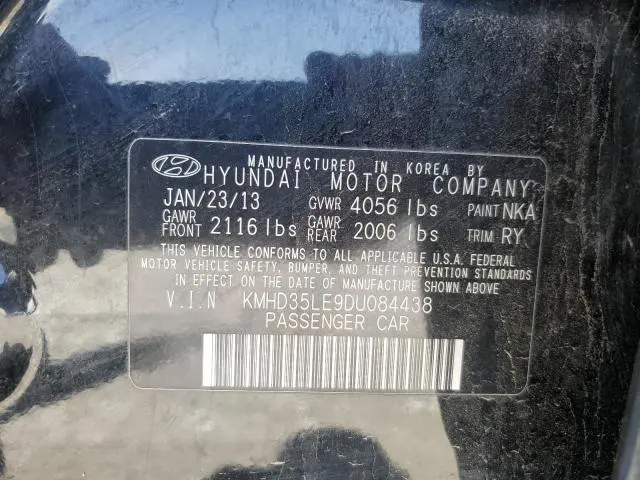 MANUFACTURED IN KOREA BY
HYUNDAI MOTOR COMPANY
JAN/23/13 GVWR 4056 lbs PAINT NKA
GAWR FRONT 2116 lbs GAWR REAR 2006 lbs TRIM RY
THIS VEHICLE CONFORMS TO ALL APPLICABLE U.S.A. FEDERAL
MOTOR VEHICLE SAFETY, BUMPER, AND THEFT PREVENTION STANDARDS
IN EFFECT ON THE DATE OF MANUFACTURE SHOWN ABOVE.
V.I.N KMHD35LE9DU084438
PASSENGER CAR